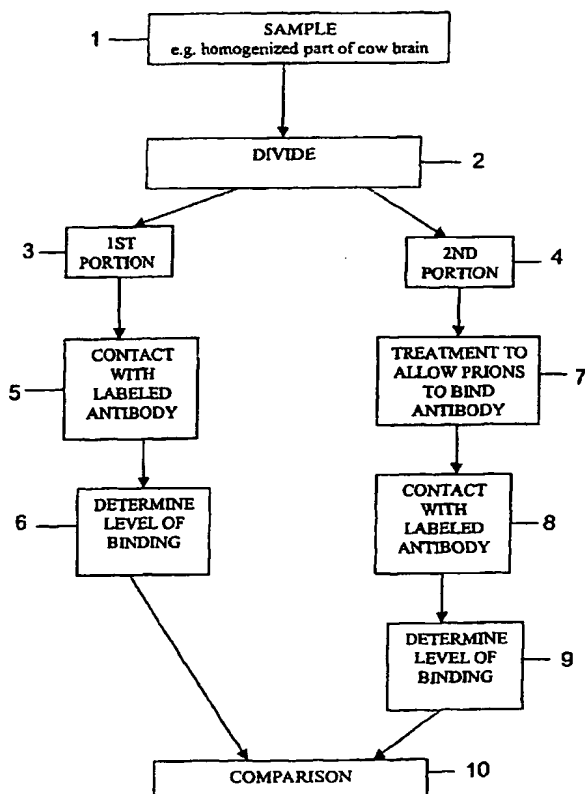 1
SAMPLE
e.g. homogenized part of cow brain
DIVIDE
2
3
1ST
PORTION
2ND
PORTION
4
5
CONTACT
WITH
LABELED
ANTIBODY
TREATMENT TO
ALLOW PRIONS
TO BIND
ANTIBODY
7
6
DETERMINE
LEVEL OF
BINDING
CONTACT
WITH
LABELED
ANTIBODY
8
DETERMINE
LEVEL OF
BINDING
9
COMPARISON
10